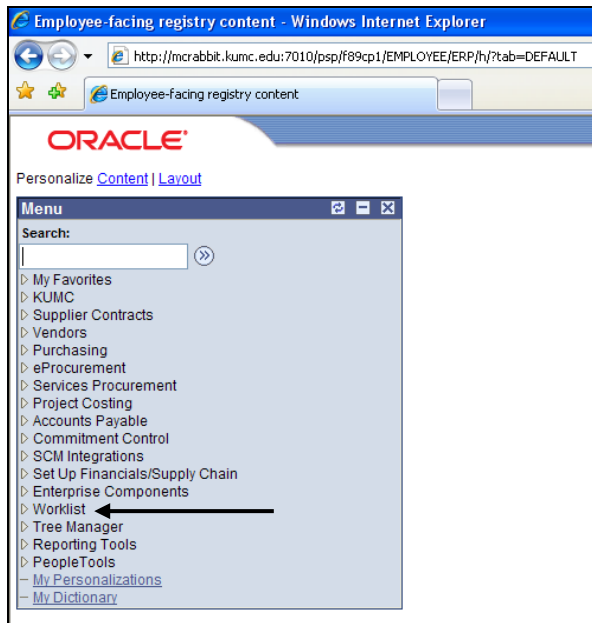 Employee-facing registry content - Windows Internet Explorer
http://mcrabbit.kumc.edu:7010/psp/f89cp1/EMPLOYEE/ERP/h/?tab=DEFAULT
Employee-facing registry content
ORACLE
Personalize Content | Layout
Menu
Search:
My Favorites
KUMC
Supplier Contracts
Vendors
Purchasing
eProcurement
Services Procurement
Project Costing
Accounts Payable
Commitment Control
SCM Integrations
Set Up Financials/Supply Chain
Enterprise Components
Worklist
Tree Manager
Reporting Tools
PeopleTools
My Personalizations
My Dictionary